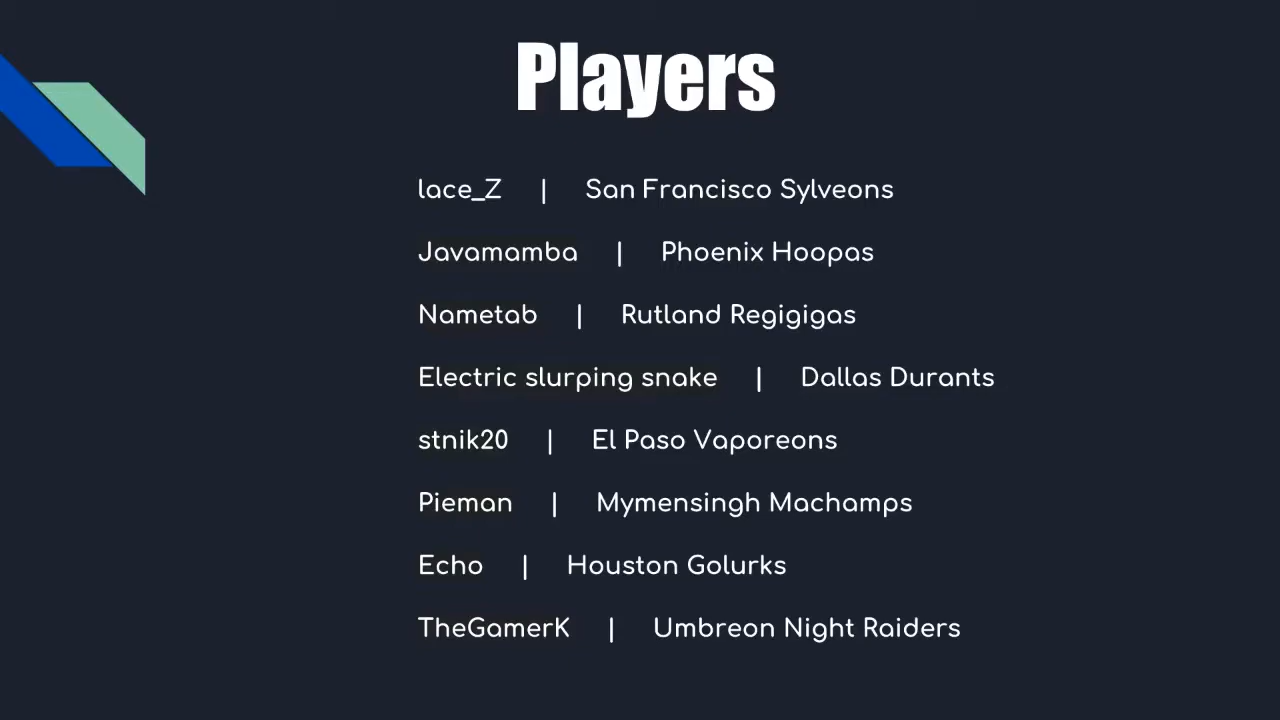 Players
lace_Z | San Francisco Sylveons
Javamamba | Phoenix Hoopas
Nametab | Rutland Regigigas
Electric slurping snake | Dallas Durants
stnik20 | El Paso Vaporeons
Pieman | Mymensingh Machamps
Echo | Houston Golurks
TheGamerK | Umbreon Night Raiders